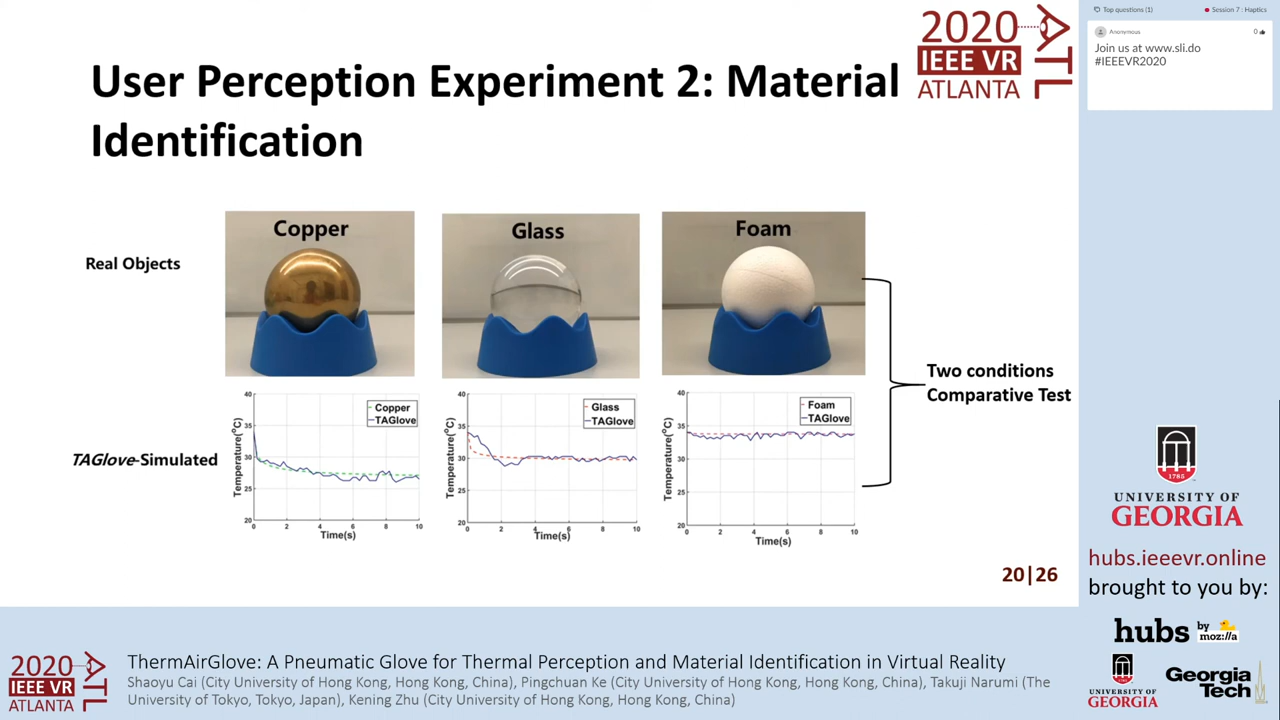 User Perception Experiment 2: Material
Identification
2020
IEEE VR
ATLANTA
ATL
Real Objects
Copper
Glass
Foam
TAGlove-Simulated
Temperature(°C)
40
35
30
25
20
0 2 4 6 8 10
Time(s)
Copper
TAGlove
Temperature(°C)
40
35
30
25
20
0 2 4 6 8 10
Time(s)
Glass
TAGlove
Temperature(°C)
40
35
30
25
20
0 2 4 6 8 10
Time(s)
Foam
TAGlove
Two conditions
Comparative Test
20|26
Top questions (1)
Session 7 : Haptics
Anonymous
0
Join us at www.sli.do
#IEEEVR2020
1785
UNIVERSITY OF
GEORGIA
hubs.ieeevr.online
brought to you by:
hubs by moz://a
UNIVERSITY OF
GEORGIA
Georgia
Tech
2020
IEEE VR
ATLANTA
ATL
ThermAirGlove: A Pneumatic Glove for Thermal Perception and Material Identification in Virtual Reality
Shaoyu Cai (City University of Hong Kong, Hong Kong, China), Pingchuan Ke (City University of Hong Kong, Hong Kong, China), Takuji Narumi (The
University of Tokyo, Tokyo, Japan), Kening Zhu (City University of Hong Kong, Hong Kong, China)